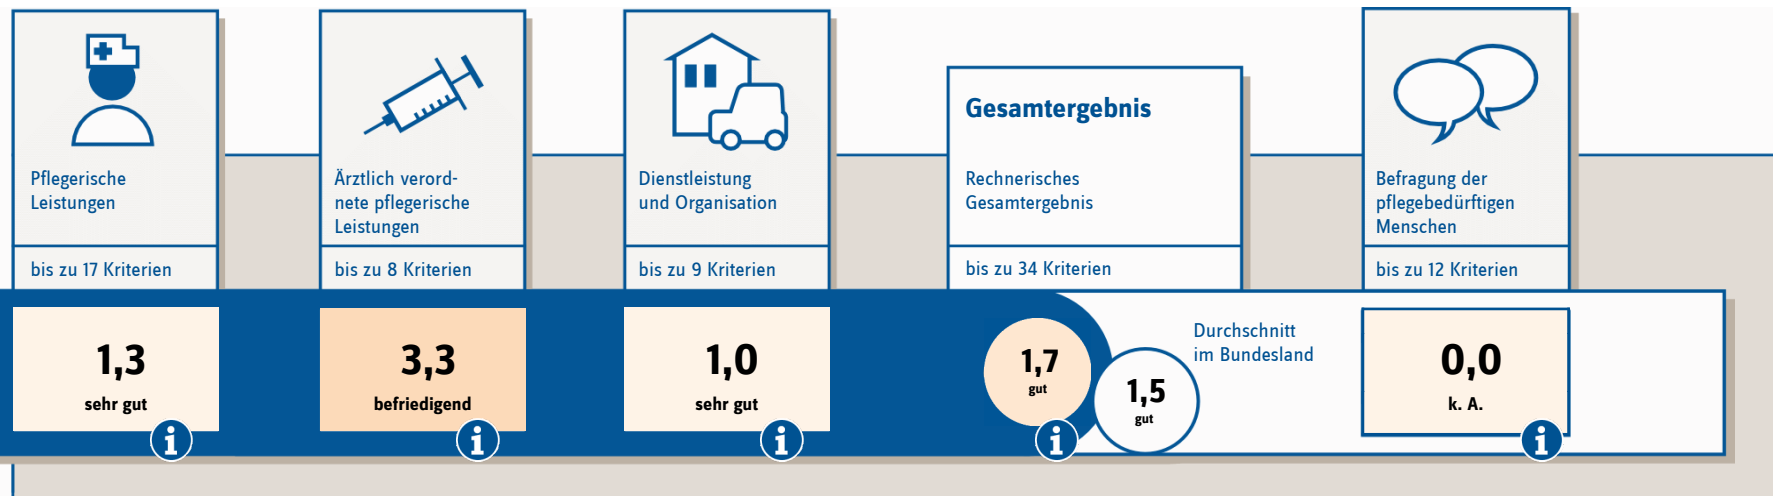 Pflegerische
Leistungen
bis zu 17 Kriterien
1,3
sehr gut
i
Ärztlich verord-
nete pflegerische
Leistungen
bis zu 8 Kriterien
3,3
befriedigend
i
Dienstleistung
und Organisation
bis zu 9 Kriterien
1,0
sehr gut
i
Gesamtergebnis
Rechnerisches
Gesamtergebnis
bis zu 34 Kriterien
1,7
gut
i
Durchschnitt
im Bundesland
1,5
gut
Befragung der
pflegebedürftigen
Menschen
bis zu 12 Kriterien
0,0
k. A.
i